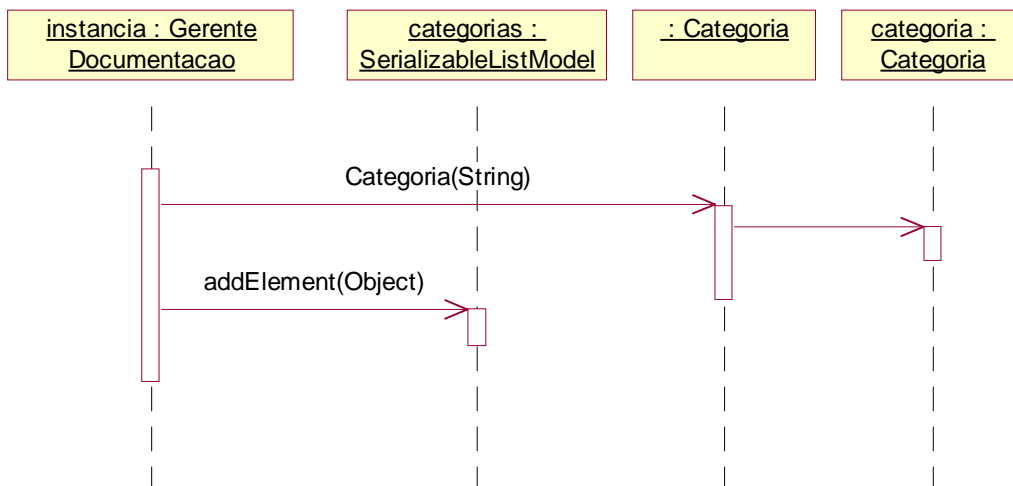 instancia : Gerente
Documentacao
categorias :
SerializableListModel
: Categoria
categoria :
Categoria
Categoria(String)
addElement(Object)